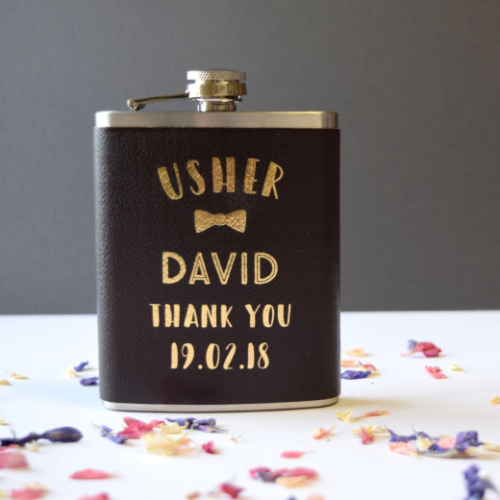 USHER
DAVID
THANK YOU
19.02.18